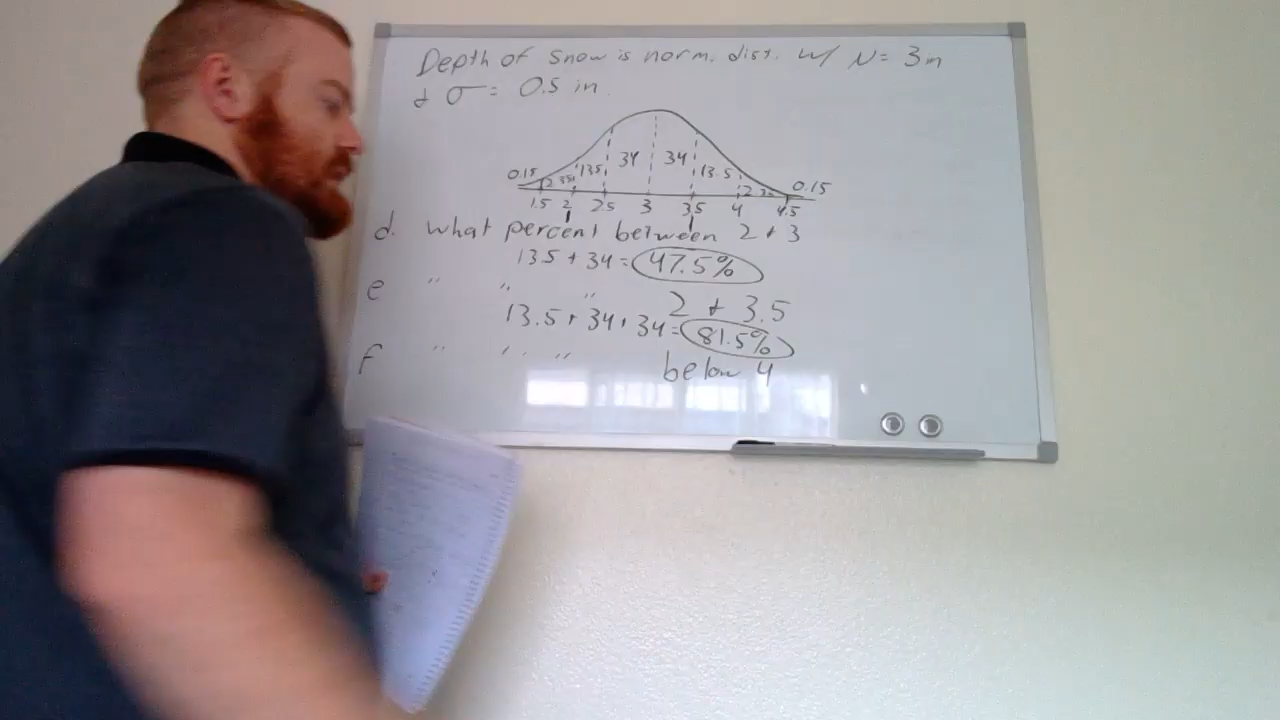 Depth of Snow is norm. dist. w/ μ= 3in
& σ= 0.5 in.
34 34
0.15 2.35 13.5 13.5 2.35 0.15
1.5 2 2.5 3 3.5 4 4.5
d. what percent between 2 & 3
13.5 + 34 = 47.5%
e " " " 2 & 3.5
13.5 + 34 + 34 = 81.5%
f " " " below 4